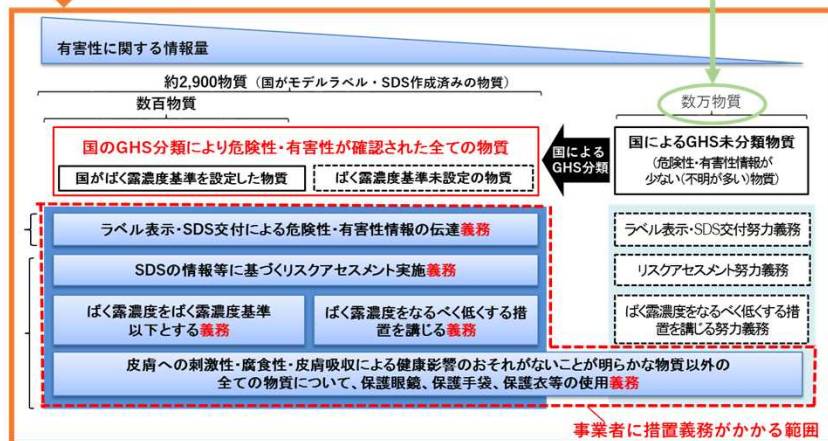 有害性に関する情報量
約2,900物質（国がモデルラベル・SDS作成済みの物質）
数百物質
数万物質
国のGHS分類により危険性・有害性が確認された全ての物質
国がばく露濃度基準を設定した物質
ばく露濃度基準未設定の物質
国による
GHS分類
国によるGHS未分類物質
（危険性・有害性情報が
少ない（不明が多い）物質）
ラベル表示・SDS交付による危険性・有害性情報の伝達義務
ラベル表示・SDS交付努力義務
SDSの情報等に基づくリスクアセスメント実施義務
リスクアセスメント努力義務
ばく露濃度をばく露濃度基準
以下とする義務
ばく露濃度をなるべく低くする措
置を講じる義務
ばく露濃度をなるべく低くする措
置を講じる努力義務
皮膚への刺激性・腐食性・皮膚吸収による健康影響のおそれがないことが明らかな物質以外の
全ての物質について、保護眼鏡、保護手袋、保護衣等の使用義務
事業者に措置義務がかかる範囲